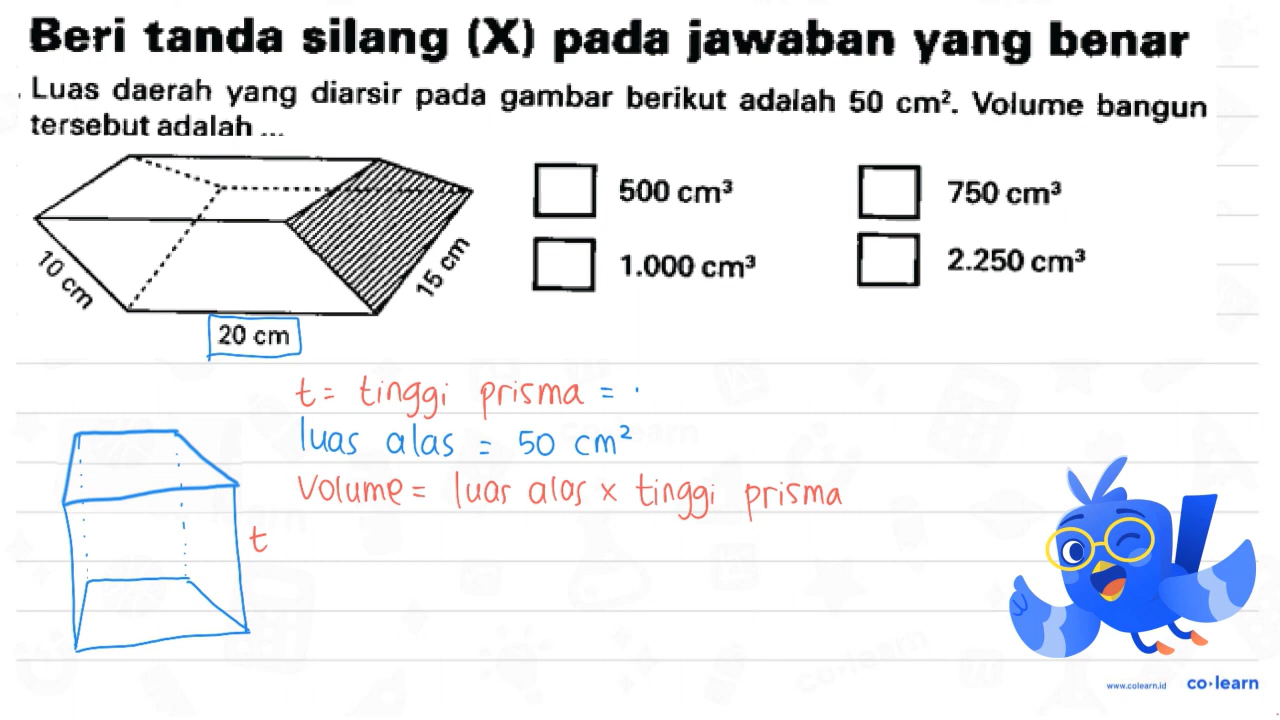 Beri tanda silang (X) pada jawaban yang benar
Luas daerah yang diarsir pada gambar berikut adalah 50 cm². Volume bangun
tersebut adalah ...
10 cm
15 cm
20 cm
500 cm³
750 cm³
1.000 cm³
2.250 cm³
t = tinggi prisma = .
luas alas = 50 cm²
Volume = luas alas x tinggi prisma
t
www.colearn.id
co·learn